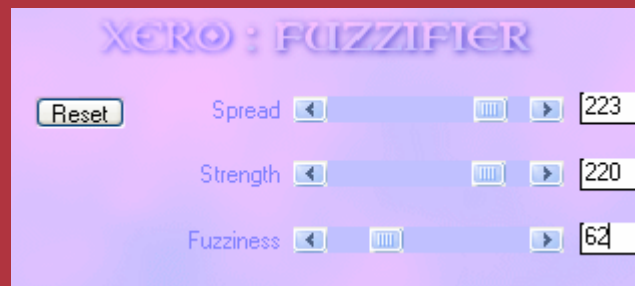 XERO : FUZZIFIER
Reset Spread 223
Strength 220
Fuzziness 62